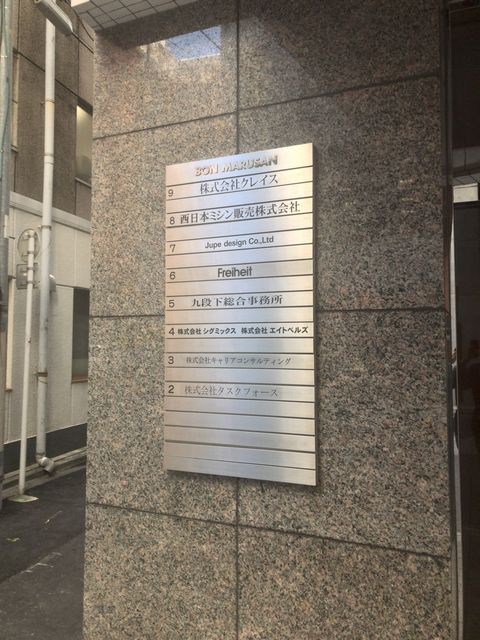 BON MARUSAN
9 株式会社クレイス
8 西日本ミシン販売株式会社
7 Jupe design Co.,Ltd
6 Freiheit
5 九段下総合事務所
4 株式会社 シグミックス 株式会社 エイトベルズ
3 株式会社キャリアコンサルティング
2 株式会社タスクフォース